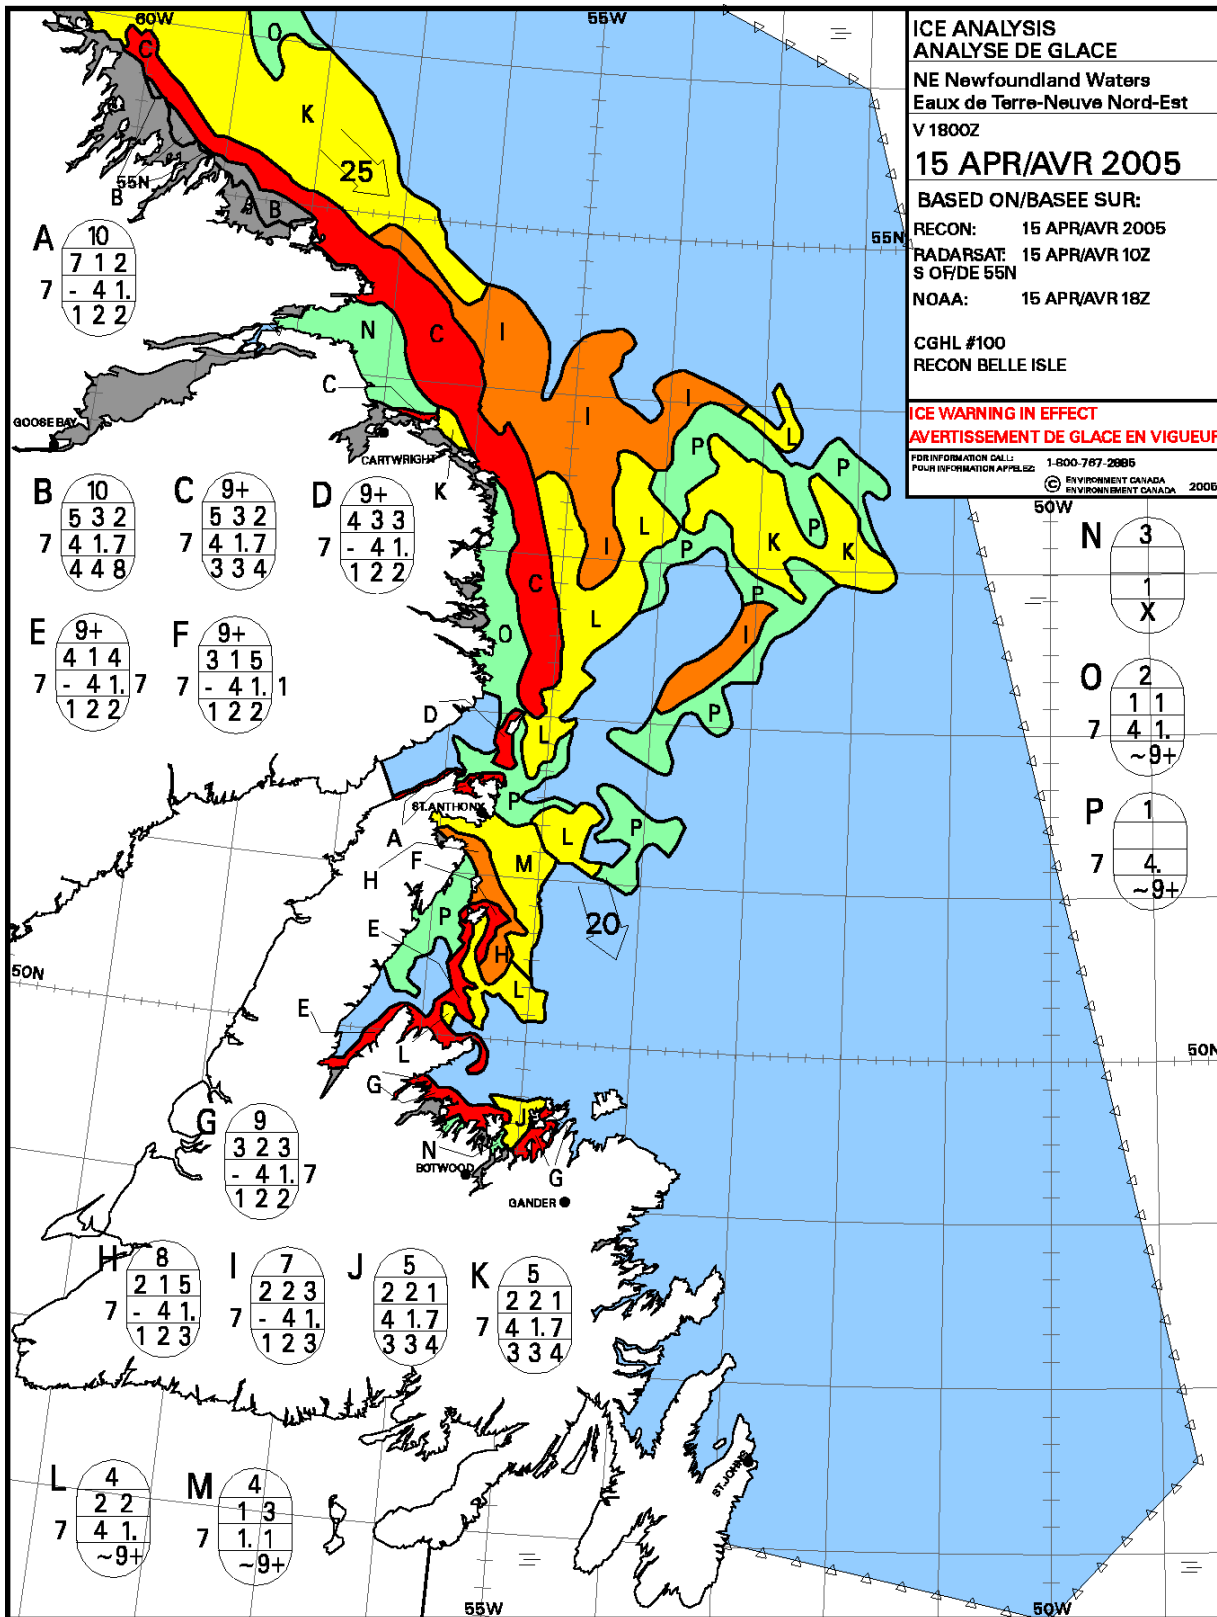 60W
55W
ICE ANALYSIS
ANALYSE DE GLACE
NE Newfoundland Waters
Eaux de Terre-Neuve Nord-Est
V 1800Z
15 APR/AVR 2005
BASED ON/BASEE SUR:
RECON: 15 APR/AVR 2005
RADARSAT: 15 APR/AVR 10Z
S OF/DE 55N
NOAA: 15 APR/AVR 18Z
CGHL #100
RECON BELLE ISLE
ICE WARNING IN EFFECT
AVERTISSEMENT DE GLACE EN VIGUEUR
FOR INFORMATION CALL:
POUR INFORMATION APPELEZ: 1-800-767-2885
© ENVIRONMENT CANADA
ENVIRONNEMENT CANADA 2005
O
C
K
25
55N
B
B
55N
A
10
7 1 2
7 - 4 1.
1 2 2
N
C
I
C
I
I
L
GOOSE BAY
CARTWRIGHT
K
P
P
50W
B
10
5 3 2
7 4 1.7
4 4 8
C
9+
5 3 2
7 4 1.7
3 3 4
D
9+
4 3 3
7 - 4 1.
1 2 2
L
P
K
P
K
I
C
P
N
3
1
X
E
9+
4 1 4
7 - 4 1. 7
1 2 2
F
9+
3 1 5
7 - 4 1. 1
1 2 2
O
L
I
O
2
1 1
7 4 1.
~9+
D
L
P
P
ST.ANTHONY
A
L
P
P
1
7 4.
~9+
H
F
M
P
E
20
H
50N
L
E
L
50N
G
J
N
BOTWOOD
G
GANDER
G
9
3 2 3
- 4 1. 7
1 2 2
H
8
2 1 5
7 - 4 1.
1 2 3
I
7
2 2 3
7 - 4 1.
1 2 3
J
5
2 2 1
4 1.7
3 3 4
K
5
2 2 1
7 4 1.7
3 3 4
ST.JOHNS
L
4
2 2
7 4 1.
~9+
M
4
1 3
7 1. 1
~9+
55W
50W